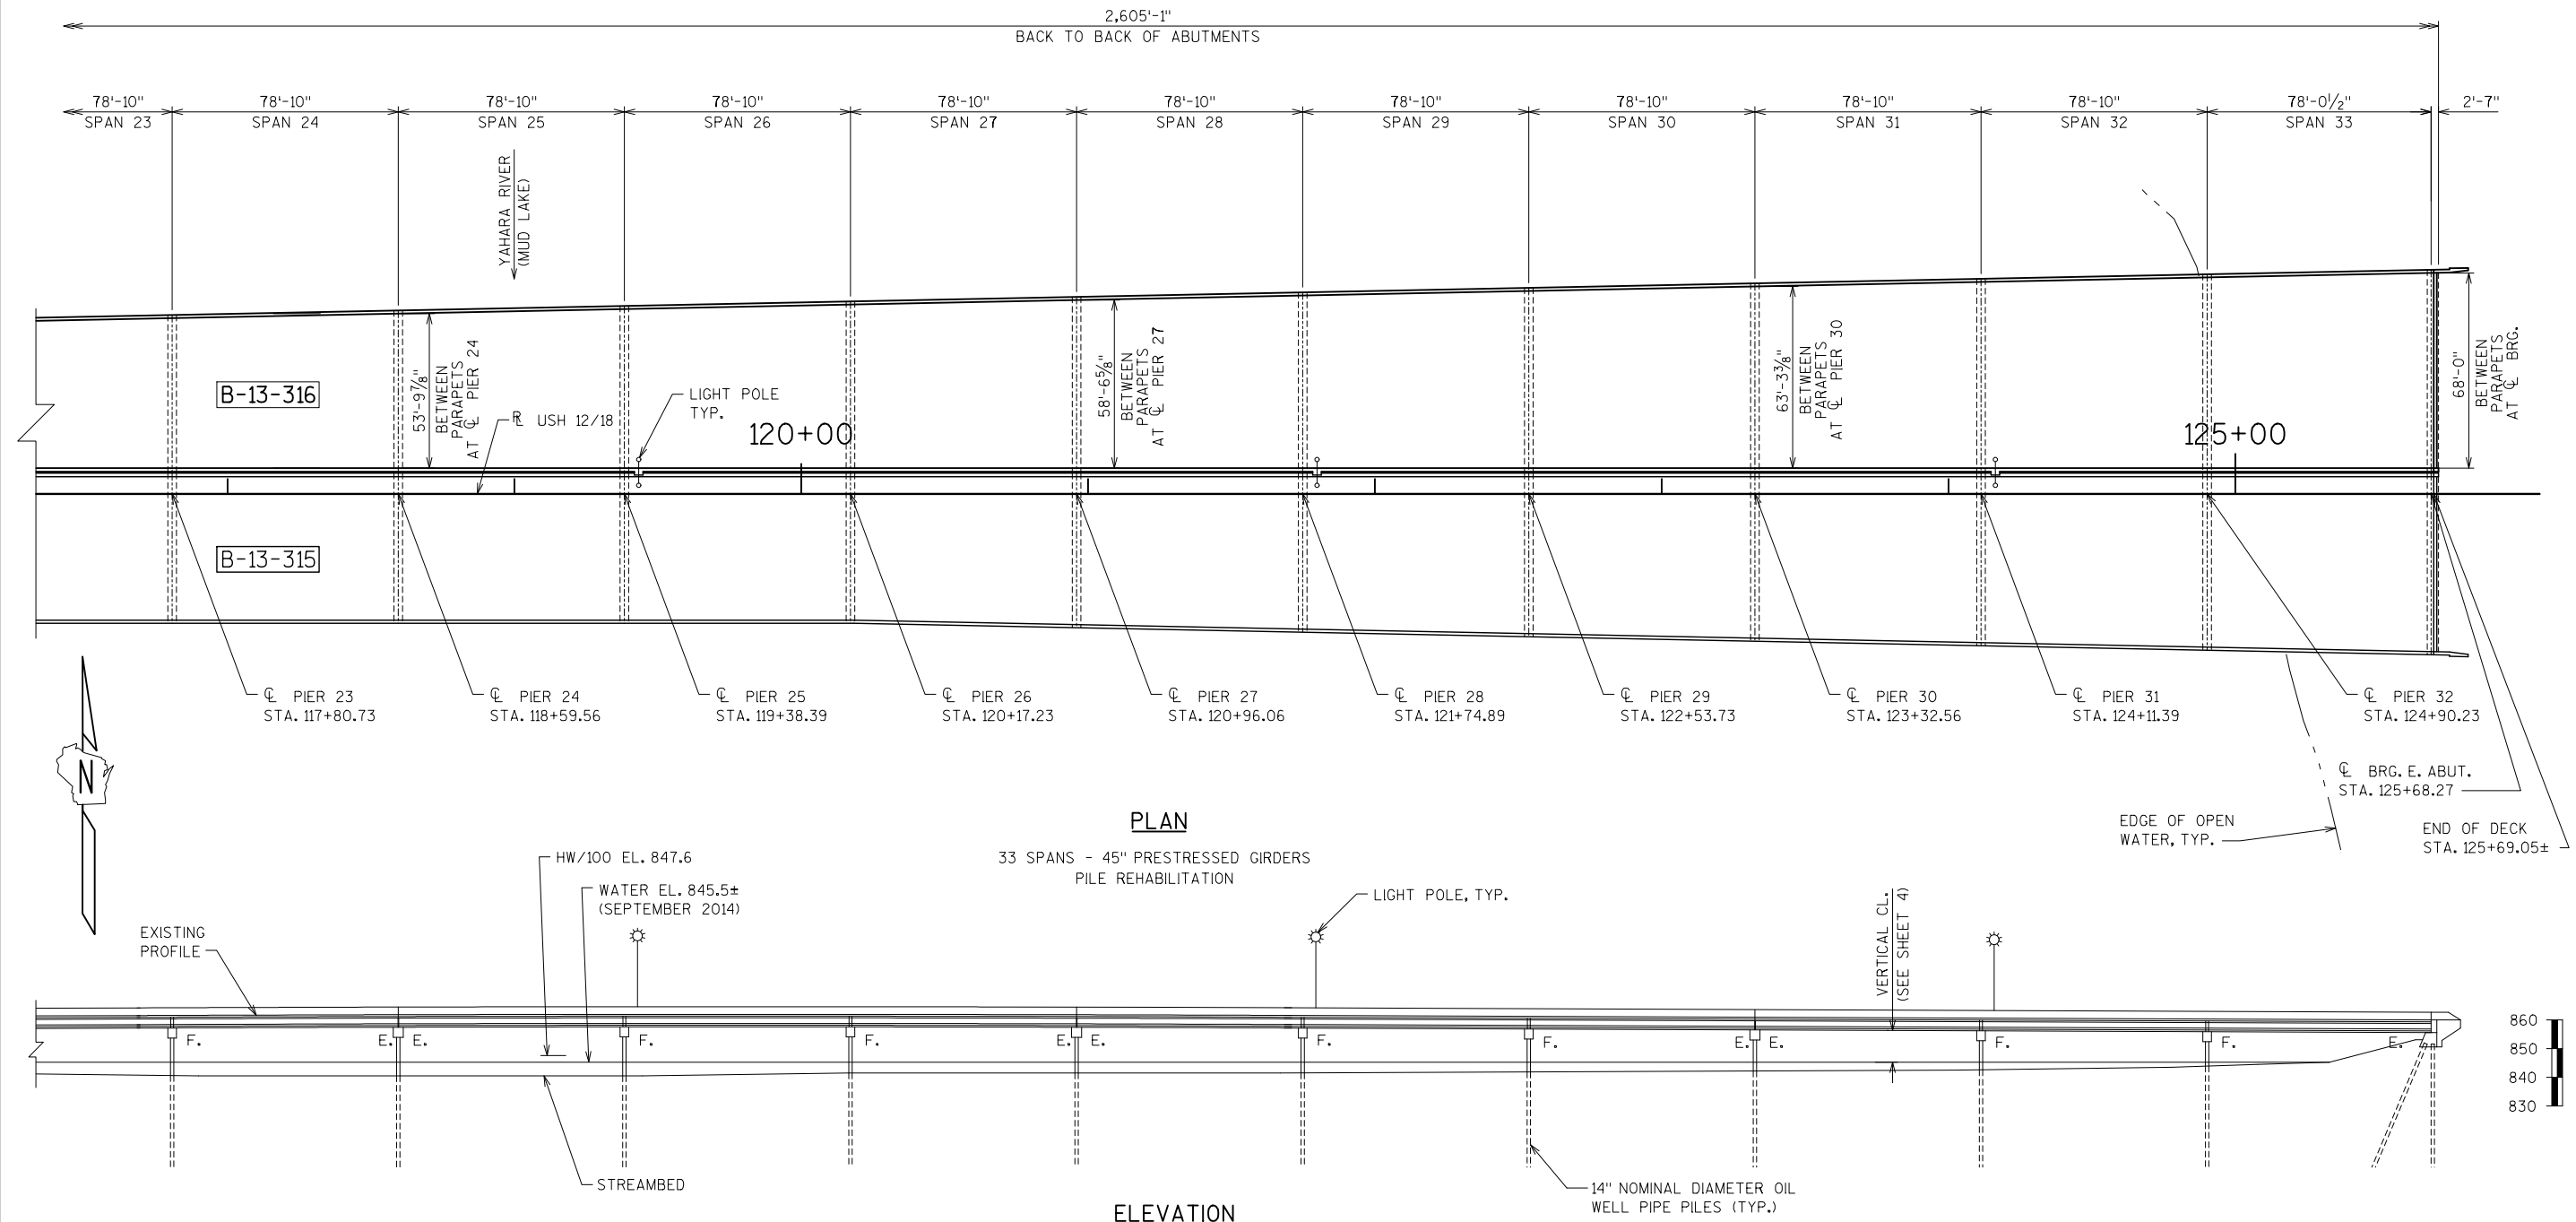 2,605'-1"
BACK TO BACK OF ABUTMENTS
78'-10"
SPAN 23
78'-10"
SPAN 24
78'-10"
SPAN 25
78'-10"
SPAN 26
78'-10"
SPAN 27
78'-10"
SPAN 28
78'-10"
SPAN 29
78'-10"
SPAN 30
78'-10"
SPAN 31
78'-10"
SPAN 32
78'-0½"
SPAN 33
2'-7"
YAHARA RIVER
(MUD LAKE)
B-13-316
53'-9⅞"
BETWEEN
PARAPETS
AT ℄ PIER 24
R USH 12/18
LIGHT POLE
TYP.
120+00
58'-6⅝"
BETWEEN
PARAPETS
AT ℄ PIER 27
63'-3⅜"
BETWEEN
PARAPETS
AT ℄ PIER 30
125+00
68'-0"
BETWEEN
PARAPETS
AT ℄ BRG.
B-13-315
℄ PIER 23
STA. 117+80.73
℄ PIER 24
STA. 118+59.56
℄ PIER 25
STA. 119+38.39
℄ PIER 26
STA. 120+17.23
℄ PIER 27
STA. 120+96.06
℄ PIER 28
STA. 121+74.89
℄ PIER 29
STA. 122+53.73
℄ PIER 30
STA. 123+32.56
℄ PIER 31
STA. 124+11.39
℄ PIER 32
STA. 124+90.23
℄ BRG. E. ABUT.
STA. 125+68.27
END OF DECK
STA. 125+69.05±
EDGE OF OPEN
WATER, TYP.
N
PLAN
33 SPANS - 45" PRESTRESSED GIRDERS
PILE REHABILITATION
HW/100 EL. 847.6
WATER EL. 845.5±
(SEPTEMBER 2014)
LIGHT POLE, TYP.
VERTICAL CL.
(SEE SHEET 4)
EXISTING
PROFILE
F.
E. E.
F.
F.
E. E.
F.
F.
E. E.
F.
F.
E.
860
850
840
830
STREAMBED
14" NOMINAL DIAMETER OIL
WELL PIPE PILES (TYP.)
ELEVATION